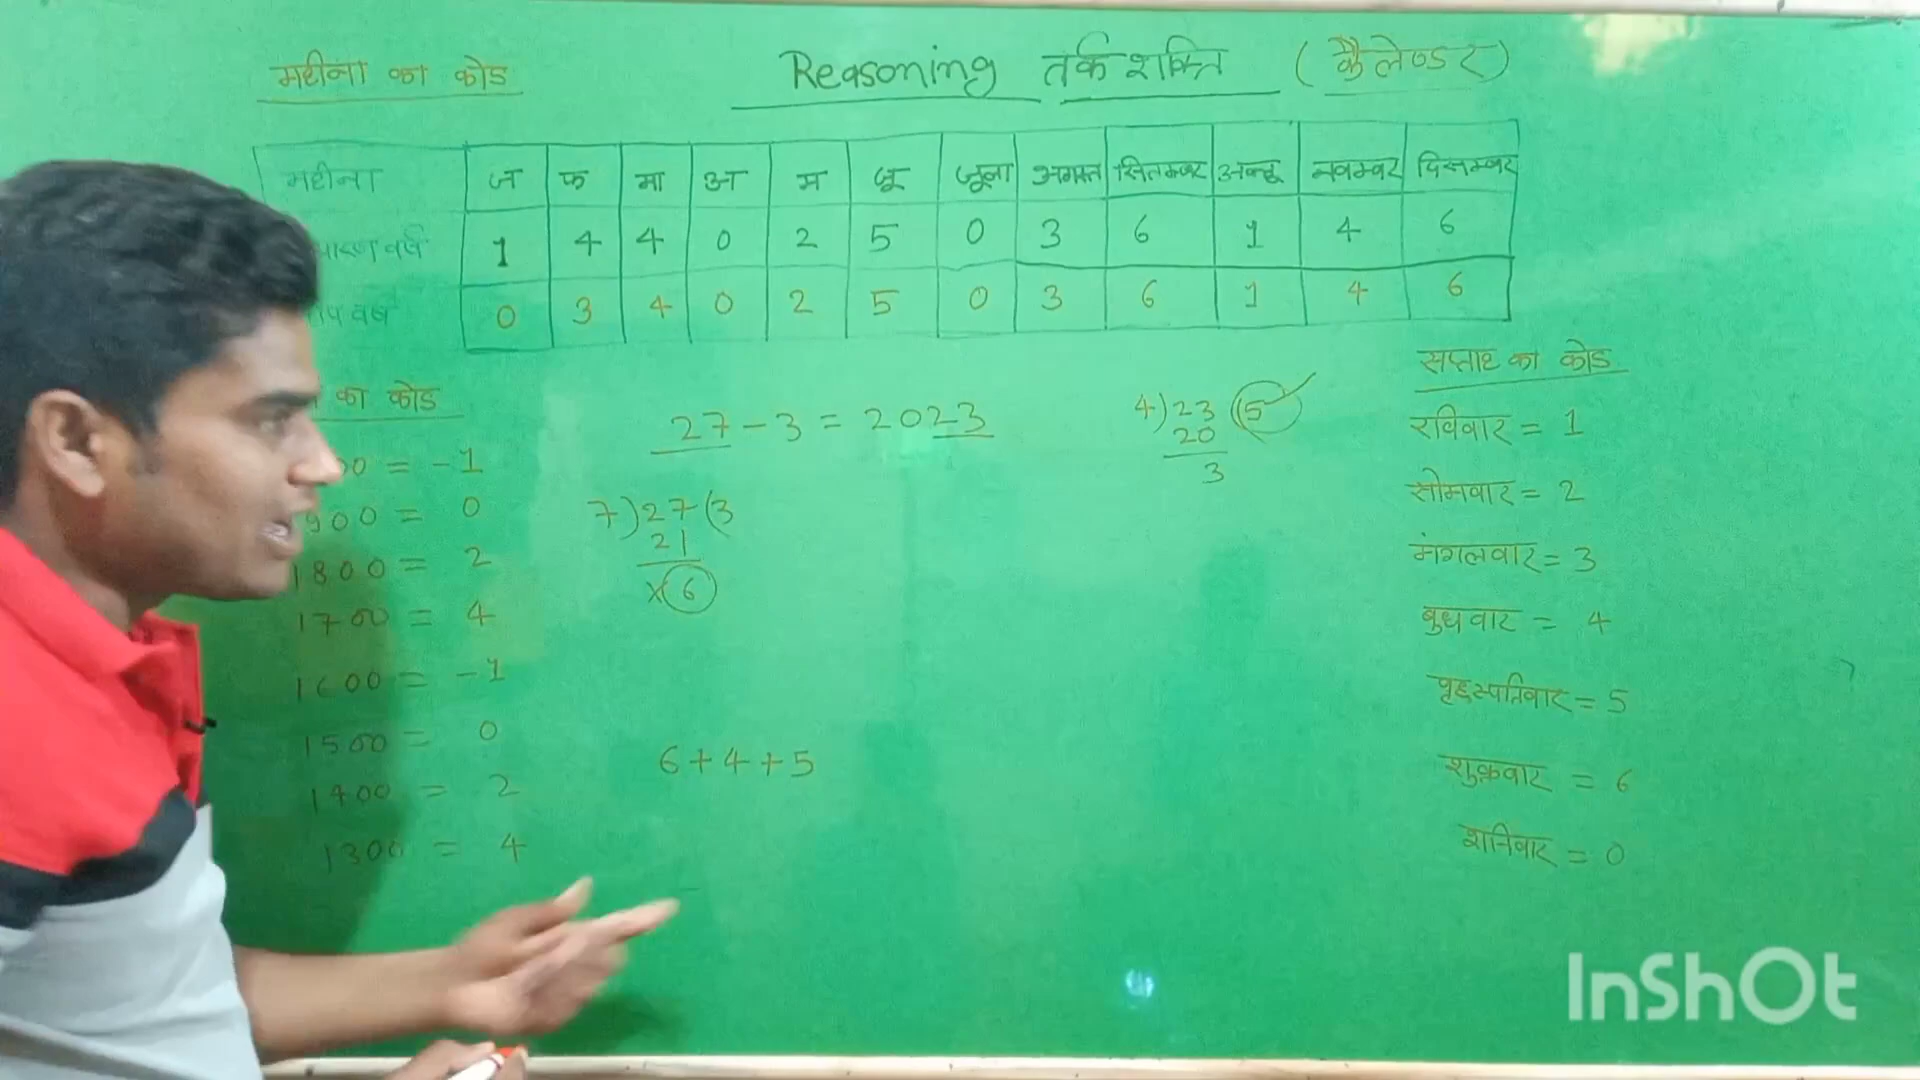 महीना का कोड
Reasoning तर्क शक्ति (कैलेण्डर)
महीना ज फ मा अ म जू जूला अगस्त सितम्बर अक्टू नवम्बर दिसम्बर
वर्ष 1 4 4 0 2 5 0 3 6 1 4 6
वर्ष 0 3 4 0 2 5 0 3 6 1 4 6
का कोड
00 = -1
900 = 0
1800 = 2
1700 = 4
1600 = -1
1500 = 0
1400 = 2
1300 = 4
27 - 3 = 2023
7)27(3
21
×6
6+4+5
4)23(5
20
3
सप्ताह का कोड
रविवार = 1
सोमवार = 2
मंगलवार = 3
बुधवार = 4
बृहस्पतिवार = 5
शुक्रवार = 6
शनिवार = 0
InShOt